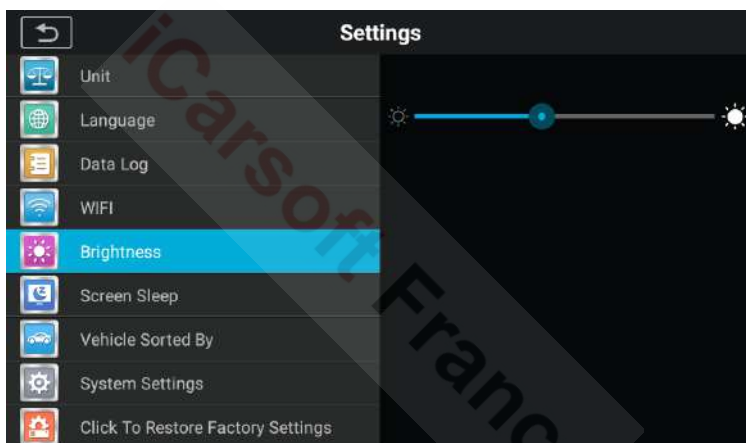 Settings
Unit
Language
Data Log
WIFI
Brightness
Screen Sleep
Vehicle Sorted By
System Settings
Click To Restore Factory Settings
iCarsoft Franc